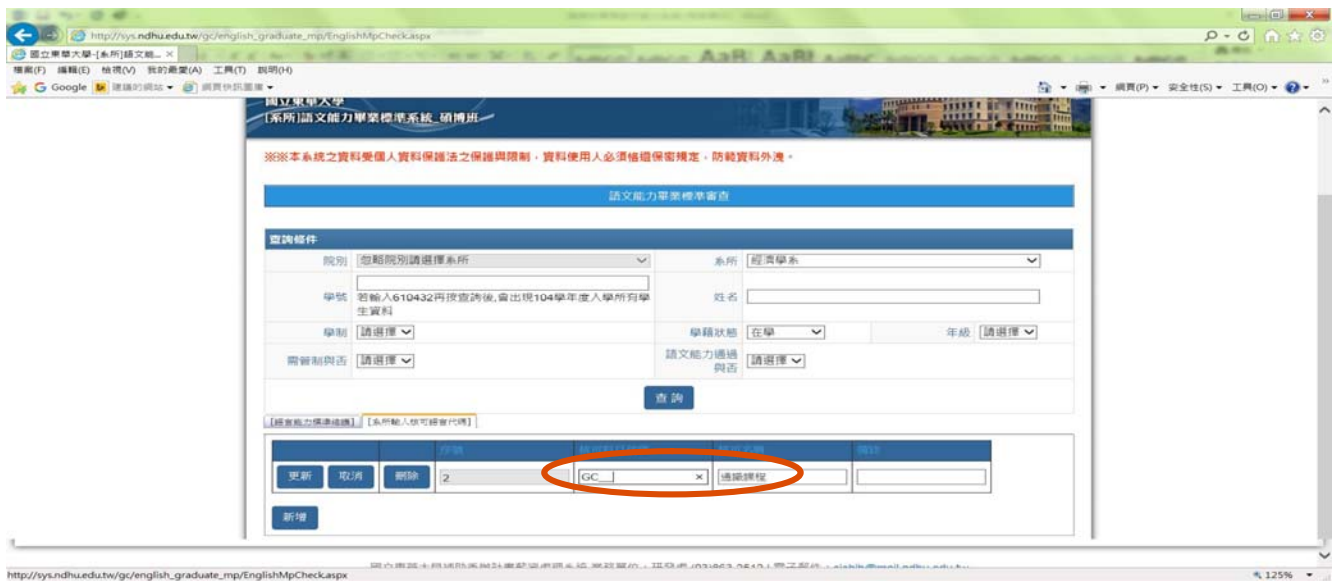 http://sys.ndhu.edu.tw/gc/english_graduate_mp/EnglishMpCheck.aspx
國立東華大學-[系所]語文能... ×
檔案(F) 編輯(E) 檢視(V) 我的最愛(A) 工具(T) 說明(H)
Google 建議的網站 網頁快訊圖庫
網頁(P) 安全性(S) 工具(O)
國立東華大學
[系所]語文能力畢業標準系統_碩博班
※※本系統之資料受個人資料保護法之保護與限制，資料使用人必須恪遵保密規定，防範資料外洩。
語文能力畢業標準審查
查詢條件
院別 忽略院別請選擇系所 系所 經濟學系
學號 若輸入610432再按查詢後,會出現104學年度入學所有學生資料 姓名
學制 請選擇 學籍狀態 在學 年級 請選擇
需管制與否 請選擇 語文能力通過與否 請選擇
查詢
[語言能力標準維護] [系所輸入核可語言代碼]
序號 備註
更新 取消 刪除 2 GC__ × 通識課程
新增
http://sys.ndhu.edu.tw/gc/english_graduate_mp/EnglishMpCheck.aspx
125%